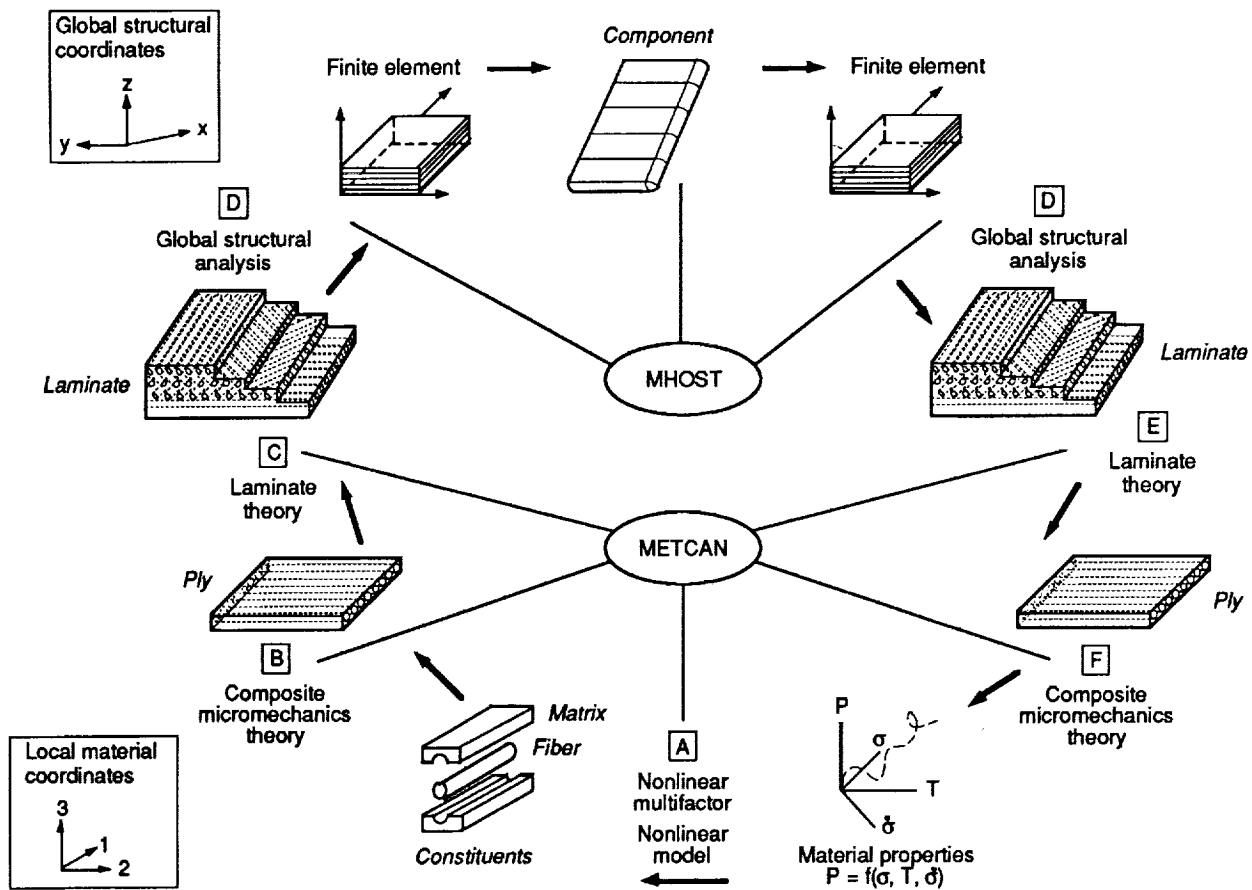 Global structural
coordinates
z
y
x
Finite element
Component
Finite element
D
Global structural
analysis
D
Global structural
analysis
Laminate
MHOST
Laminate
C
Laminate
theory
E
Laminate
theory
METCAN
Ply
Ply
B
Composite
micromechanics
theory
F
Composite
micromechanics
theory
Matrix
Fiber
Constituents
A
Nonlinear
multifactor
Nonlinear
model
P
σ
T
σ̇
Material properties
P = f(σ, T, σ̇)
Local material
coordinates
3
1
2